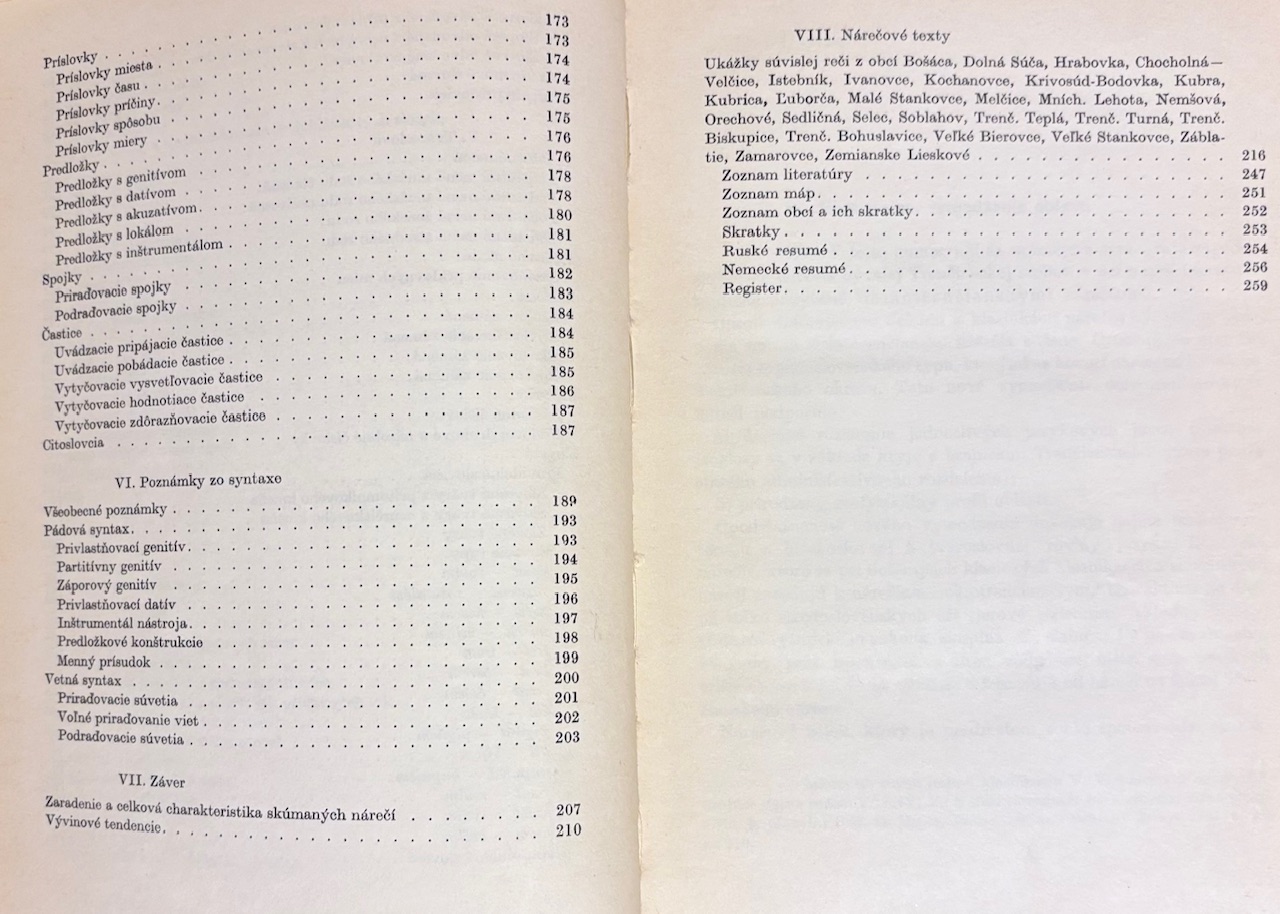 Príslovky . . . . . . . . . . . . . . . . . . . . 173
Príslovky miesta . . . . . . . . . . . . . . . . . 173
Príslovky času . . . . . . . . . . . . . . . . . . 174
Príslovky príčiny. . . . . . . . . . . . . . . . . 174
Príslovky spôsobu . . . . . . . . . . . . . . . . . 175
Príslovky miery . . . . . . . . . . . . . . . . . . 175
Predložky. . . . . . . . . . . . . . . . . . . . . 176
Predložky s genitívom . . . . . . . . . . . . . . . 176
Predložky s datívom . . . . . . . . . . . . . . . . 178
Predložky s akuzatívom. . . . . . . . . . . . . . . 178
Predložky s lokálom . . . . . . . . . . . . . . . . 180
Predložky s inštrumentálom . . . . . . . . . . . . . 181
Spojky . . . . . . . . . . . . . . . . . . . . . . 181
Priraďovacie spojky . . . . . . . . . . . . . . . . 182
Podraďovacie spojky . . . . . . . . . . . . . . . . 183
Častice . . . . . . . . . . . . . . . . . . . . . . 184
Uvádzacie pripájacie častice . . . . . . . . . . . . 184
Uvádzacie pobádacie častice . . . . . . . . . . . . 185
Vytyčovacie vysvetľovacie častice . . . . . . . . . 185
Vytyčovacie hodnotiace častice . . . . . . . . . . . 186
Vytyčovacie zdôrazňovacie častice . . . . . . . . . 187
Citoslovcia . . . . . . . . . . . . . . . . . . . . 187
VI. Poznámky zo syntaxe
Všeobecné poznámky . . . . . . . . . . . . . . . . . 189
Pádová syntax. . . . . . . . . . . . . . . . . . . . 193
Privlastňovací genitív. . . . . . . . . . . . . . . 193
Partitívny genitív . . . . . . . . . . . . . . . . . 194
Záporový genitív . . . . . . . . . . . . . . . . . . 195
Privlastňovací datív . . . . . . . . . . . . . . . . 196
Inštrumentál nástroja. . . . . . . . . . . . . . . . 197
Predložkové konštrukcie . . . . . . . . . . . . . . 198
Menný prísudok . . . . . . . . . . . . . . . . . . . 199
Vetná syntax . . . . . . . . . . . . . . . . . . . . 200
Priraďovacie súvetia . . . . . . . . . . . . . . . . 201
Voľné priraďovanie viet . . . . . . . . . . . . . . 202
Podraďovacie súvetia . . . . . . . . . . . . . . . . 203
VII. Záver
Zaradenie a celková charakteristika skúmaných nárečí . . . . . . . 207
Vývinové tendencie. . . . . . . . . . . . . . . . . 210
VIII. Nárečové texty
Ukážky súvislej reči z obcí Bošáca, Dolná Súča, Hrabovka, Chocholná—
Velčice, Istebník, Ivanovce, Kochanovce, Krivosúd-Bodovka, Kubra,
Kubrica, Ľuborča, Malé Stankovce, Melčice, Mních. Lehota, Nemšová,
Orechové, Sedličná, Selec, Soblahov, Trenč. Teplá, Trenč. Turná, Trenč.
Biskupice, Trenč. Bohuslavice, Veľké Bierovce, Veľké Stankovce, Zábla-
tie, Zamarovce, Zemianske Lieskové . . . . . . . . . . . . . . . 216
Zoznam literatúry . . . . . . . . . . . . . . . . . . . . . 247
Zoznam máp. . . . . . . . . . . . . . . . . . . . . . . . 251
Zoznam obcí a ich skratky. . . . . . . . . . . . . . . . . . 252
Skratky. . . . . . . . . . . . . . . . . . . . . . . . . . 253
Ruské resumé . . . . . . . . . . . . . . . . . . . . . . . 254
Nemecké resumé . . . . . . . . . . . . . . . . . . . . . . 256
Register. . . . . . . . . . . . . . . . . . . . . . . . . . 259